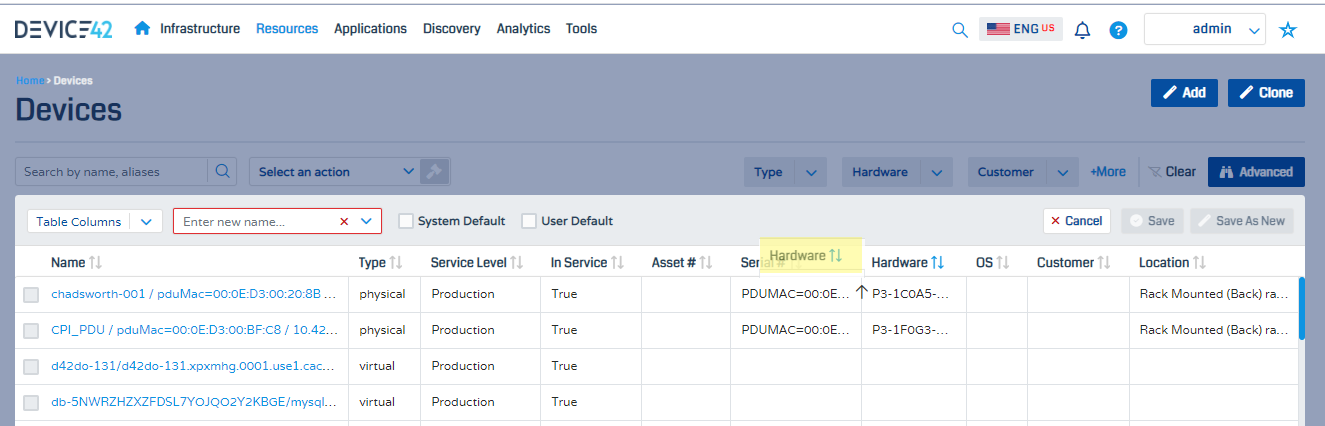 DEVICE42 Infrastructure Resources Applications Discovery Analytics Tools ENG US ? admin
Home › Devices
Devices
Add Clone
Search by name, aliases Select an action Type Hardware Customer +More Clear Advanced
Table Columns Enter new name... System Default User Default Cancel Save Save As New
Hardware
Name Type Service Level In Service Asset # Serial # Hardware OS Customer Location
chadsworth-001 / pduMac=00:0E:D3:00:20:8B ... physical Production True PDUMAC=00:0E... P3-1C0A5-... Rack Mounted (Back) ra...
CPI_PDU / pduMac=00:0E:D3:00:BF:C8 / 10.42... physical Production True PDUMAC=00:0E... P3-1F0G3-... Rack Mounted (Back) ra...
d42do-131/d42do-131.xpxmhg.0001.use1.cac... virtual Production True
db-5NWRZHZXZFDSL7YOJQO2Y2KBGE/mysql... virtual Production True